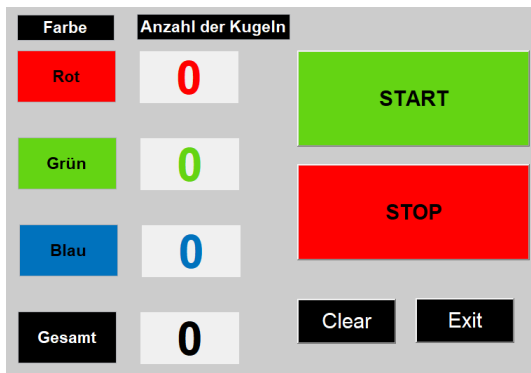 Farbe
Anzahl der Kugeln
Rot
0
START
Grün
0
STOP
Blau
0
Clear
Exit
Gesamt
0